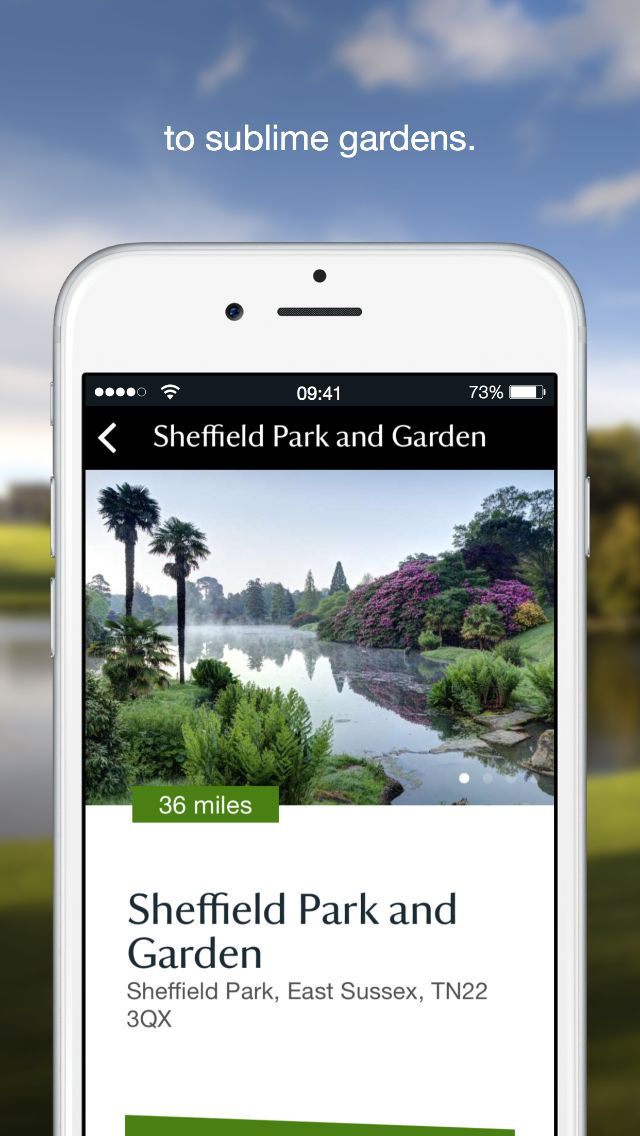 to sublime gardens.
09:41
73%
Sheffield Park and Garden
36 miles
Sheffield Park and
Garden
Sheffield Park, East Sussex, TN22
3QX